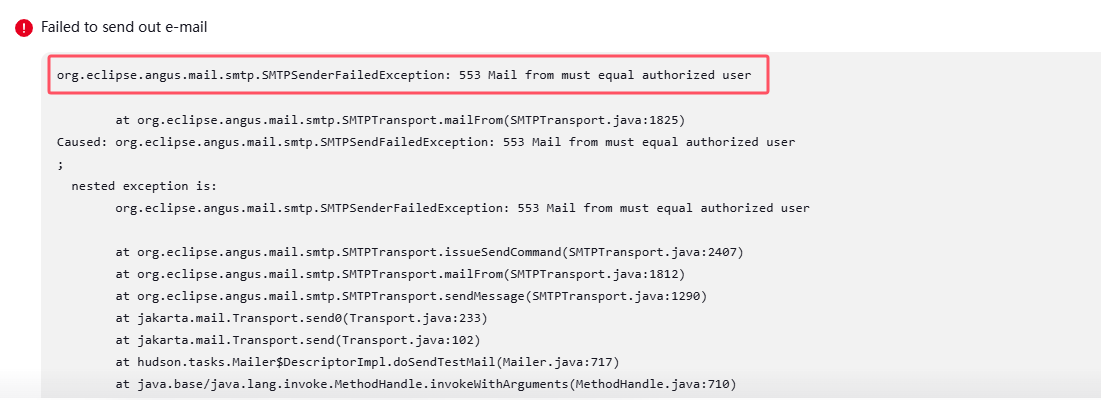 Failed to send out e-mail
org.eclipse.angus.mail.smtp.SMTPSenderFailedException: 553 Mail from must equal authorized user
at org.eclipse.angus.mail.smtp.SMTPTransport.mailFrom(SMTPTransport.java:1825)
Caused: org.eclipse.angus.mail.smtp.SMTPSendFailedException: 553 Mail from must equal authorized user
;
nested exception is:
org.eclipse.angus.mail.smtp.SMTPSenderFailedException: 553 Mail from must equal authorized user
at org.eclipse.angus.mail.smtp.SMTPTransport.issueSendCommand(SMTPTransport.java:2407)
at org.eclipse.angus.mail.smtp.SMTPTransport.mailFrom(SMTPTransport.java:1812)
at org.eclipse.angus.mail.smtp.SMTPTransport.sendMessage(SMTPTransport.java:1290)
at jakarta.mail.Transport.send0(Transport.java:233)
at jakarta.mail.Transport.send(Transport.java:102)
at hudson.tasks.Mailer$DescriptorImpl.doSendTestMail(Mailer.java:717)
at java.base/java.lang.invoke.MethodHandle.invokeWithArguments(MethodHandle.java:710)